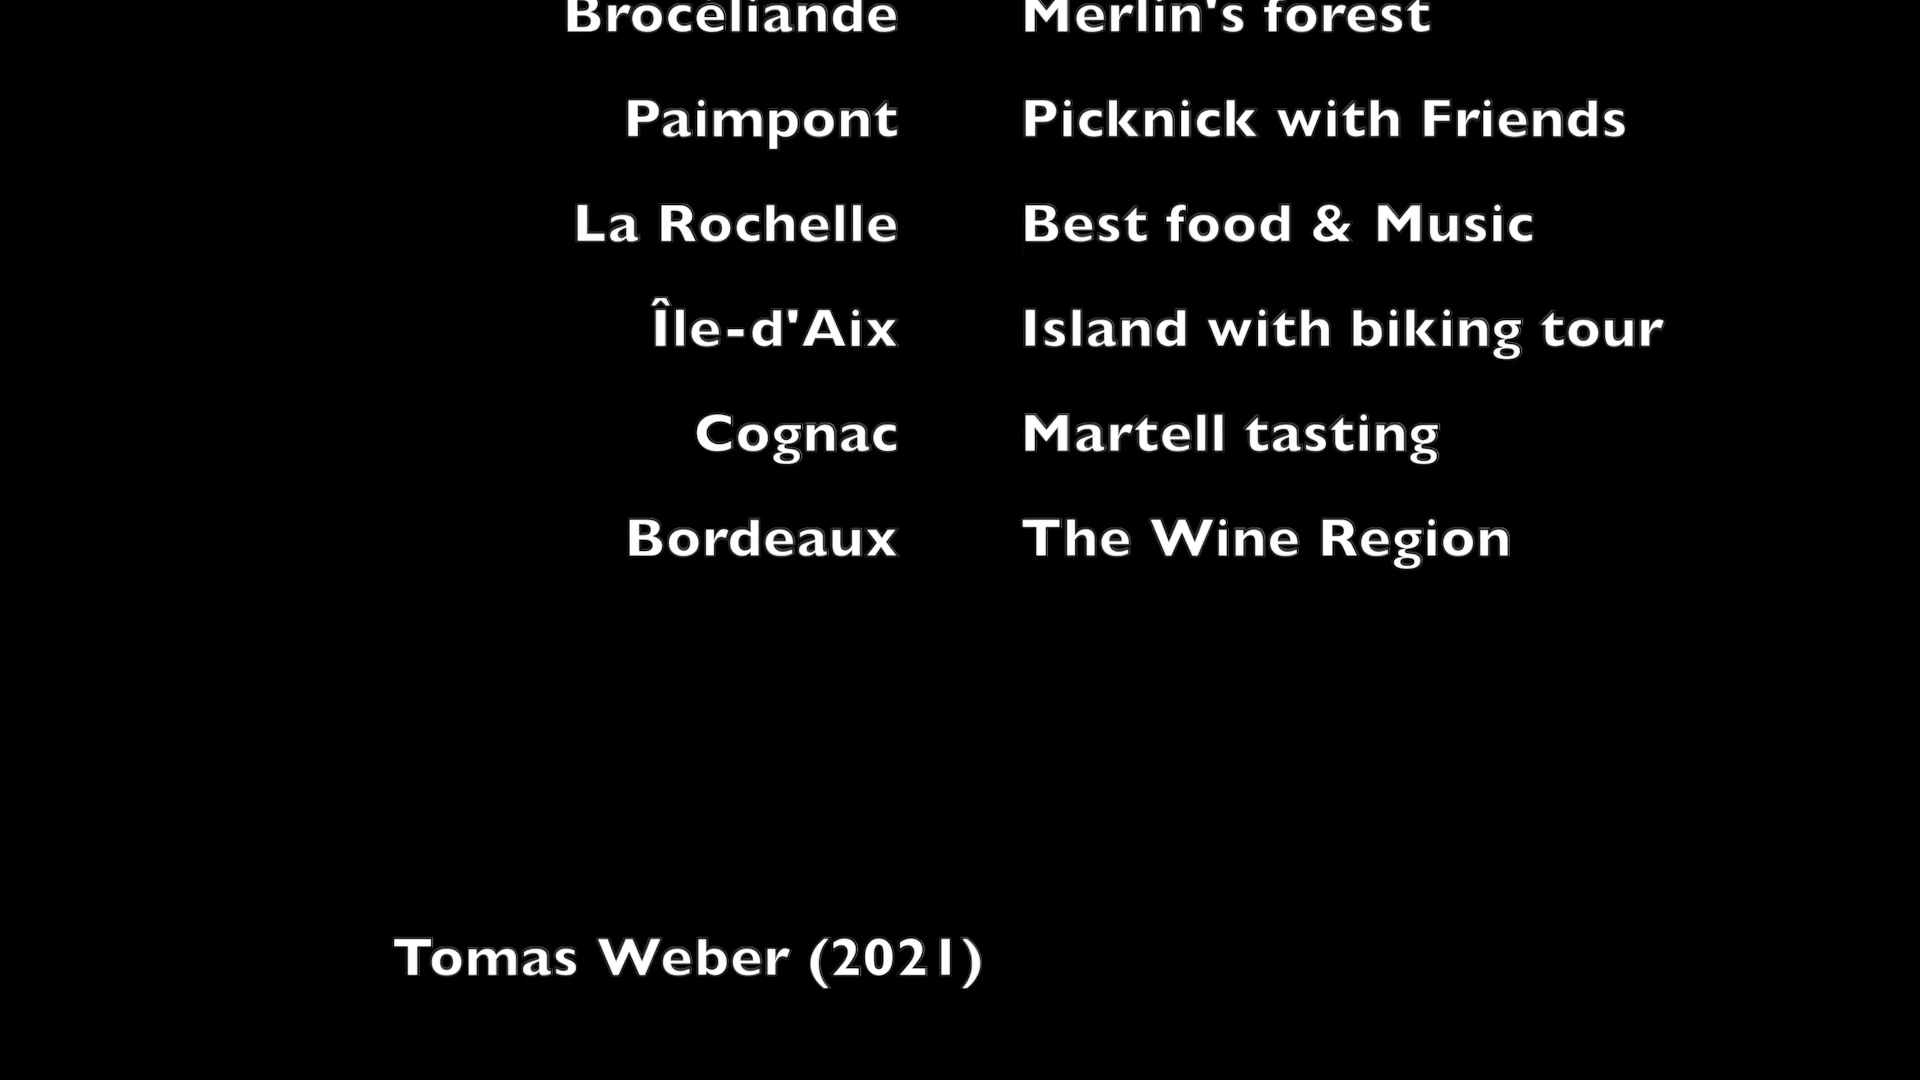 Brocéliande Merlin's forest
Paimpont Picknick with Friends
La Rochelle Best food & Music
Île-d'Aix Island with biking tour
Cognac Martell tasting
Bordeaux The Wine Region
Tomas Weber (2021)